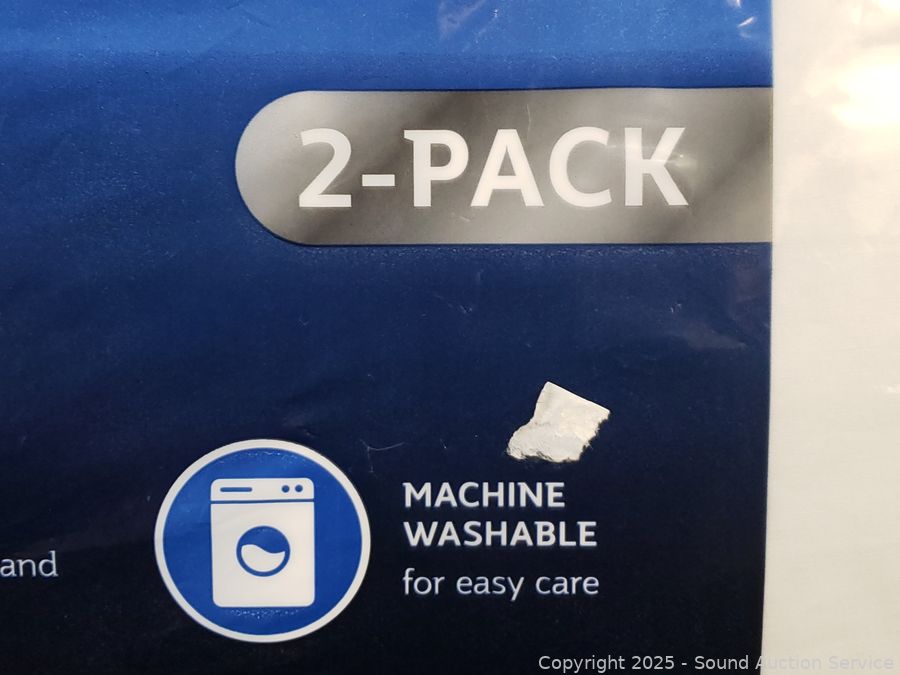 2-PACK
MACHINE
WASHABLE
and
for easy care
Copyright 2025 - Sound Auction Service